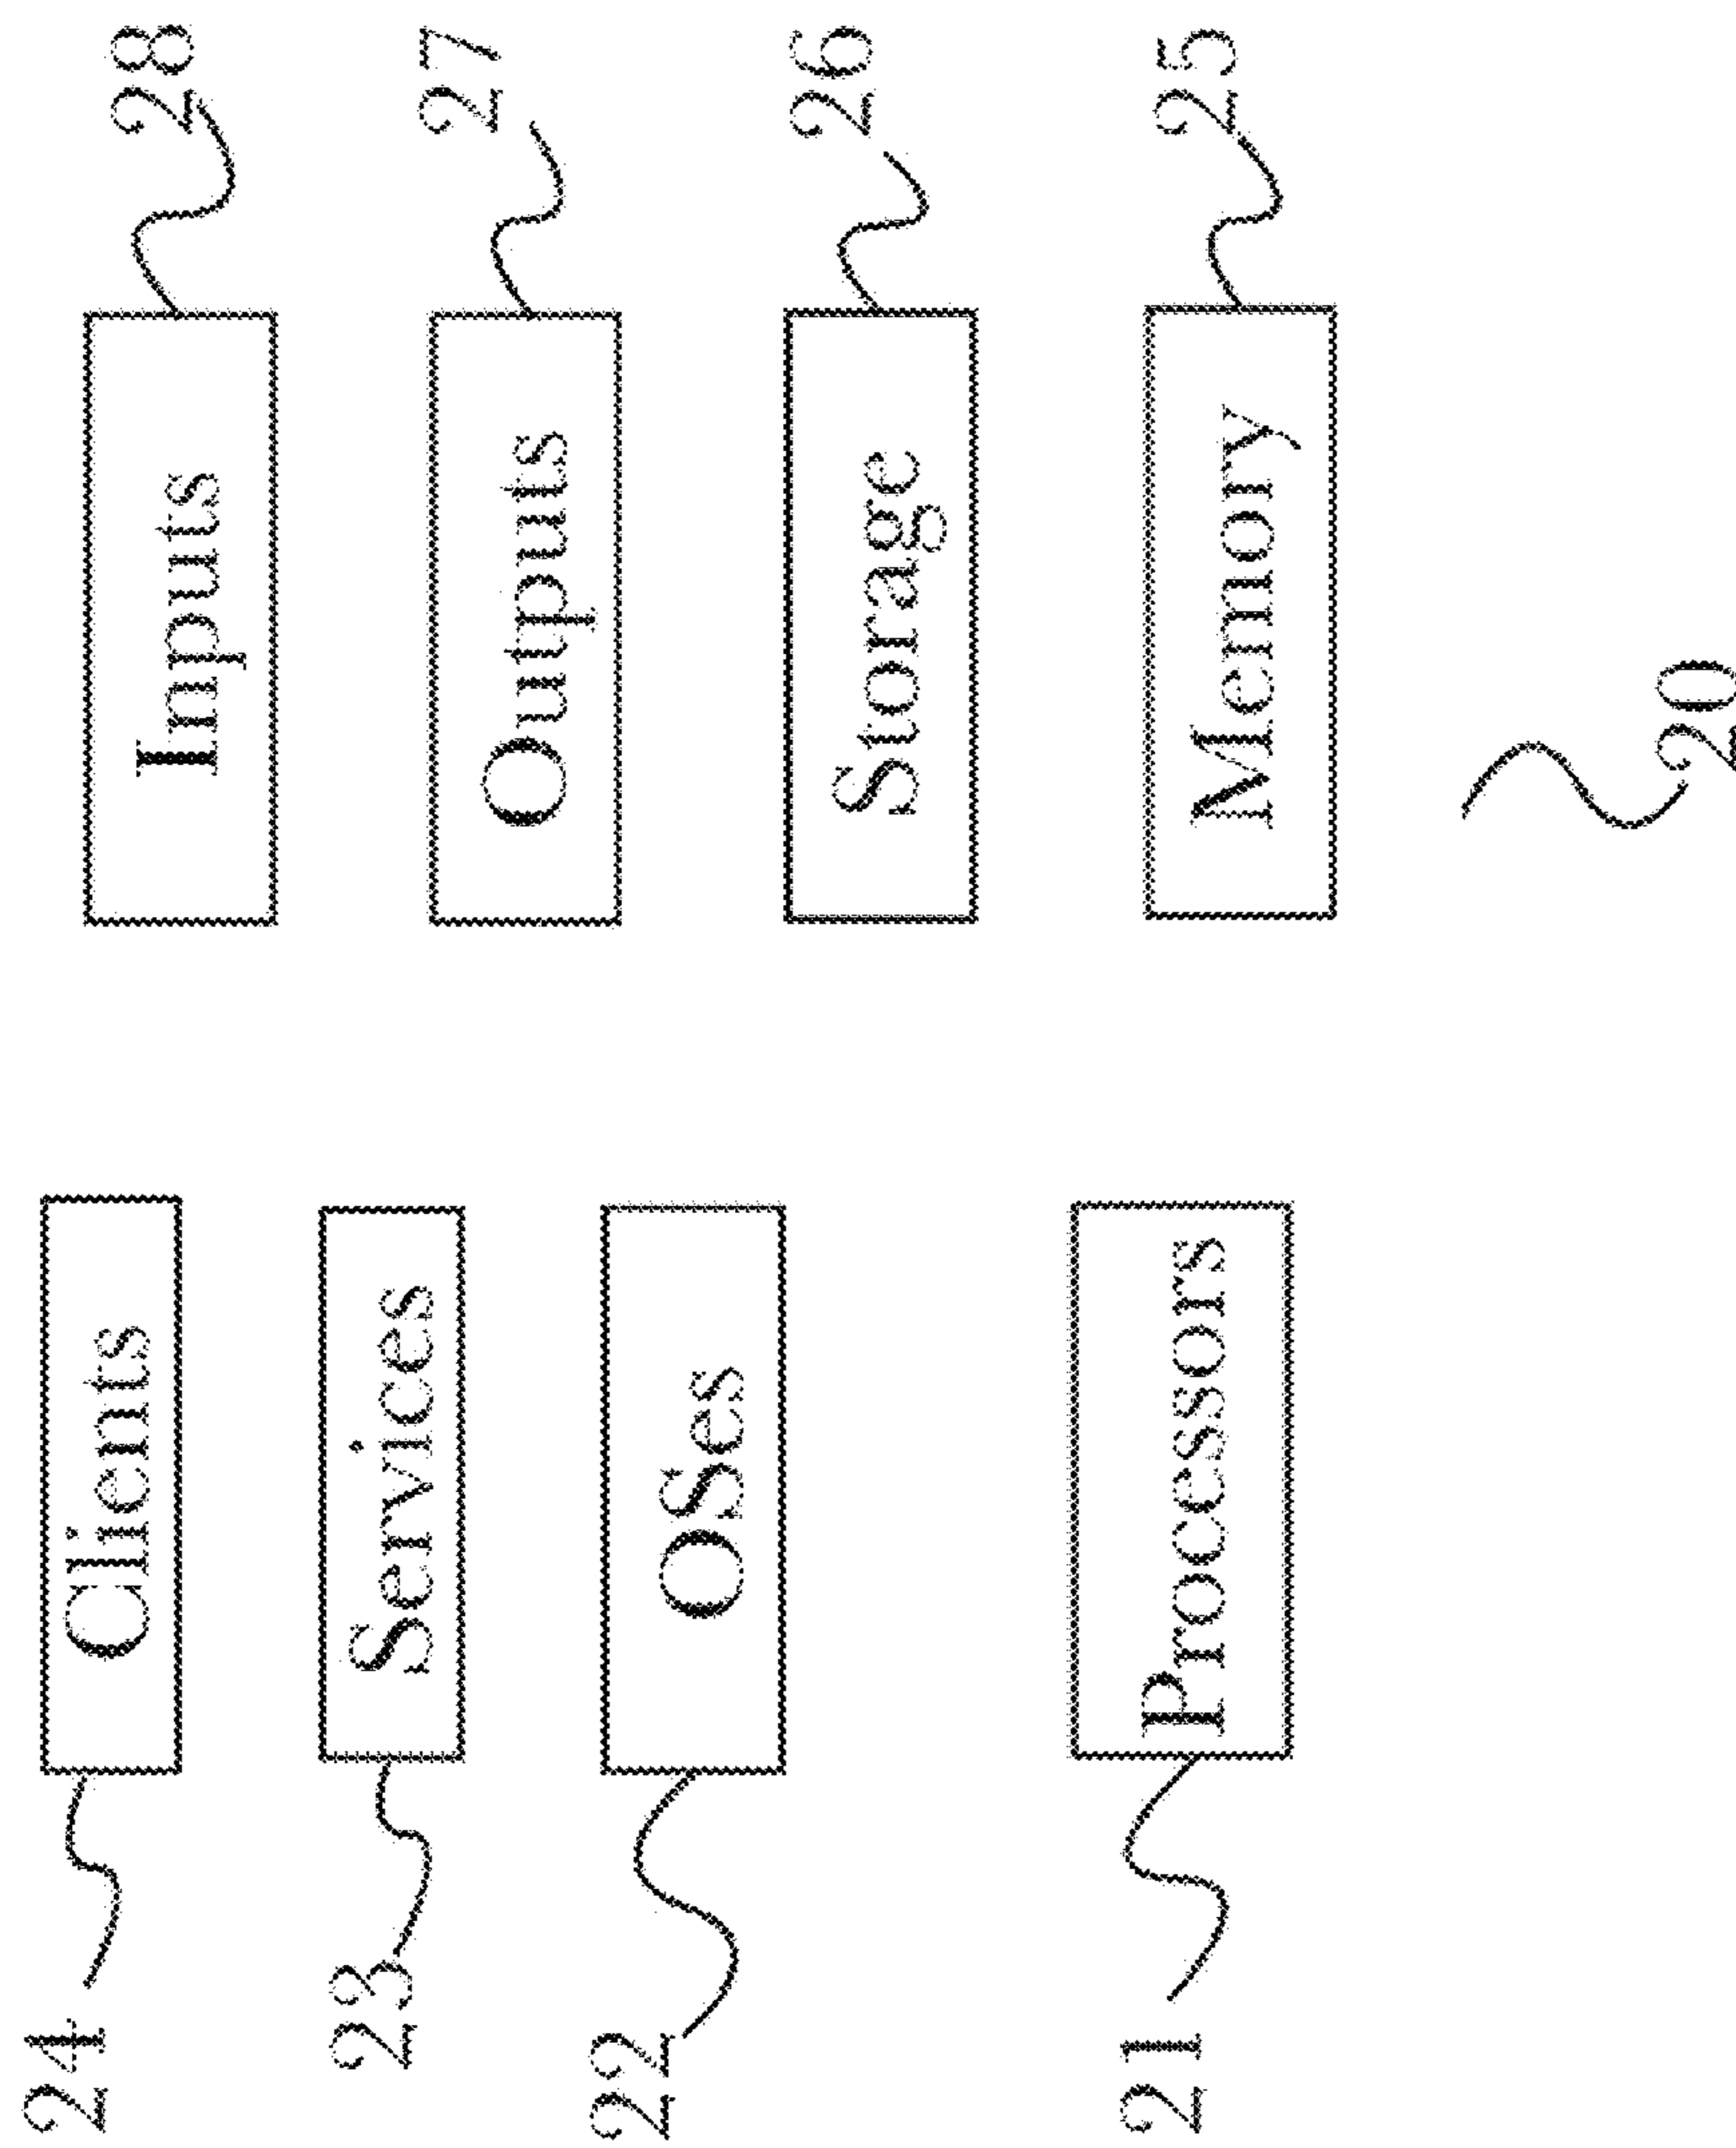 24 Clients Inputs 28
23 Services Outputs 27
22 OSes Storage 26
21 Processors Memory 25
20